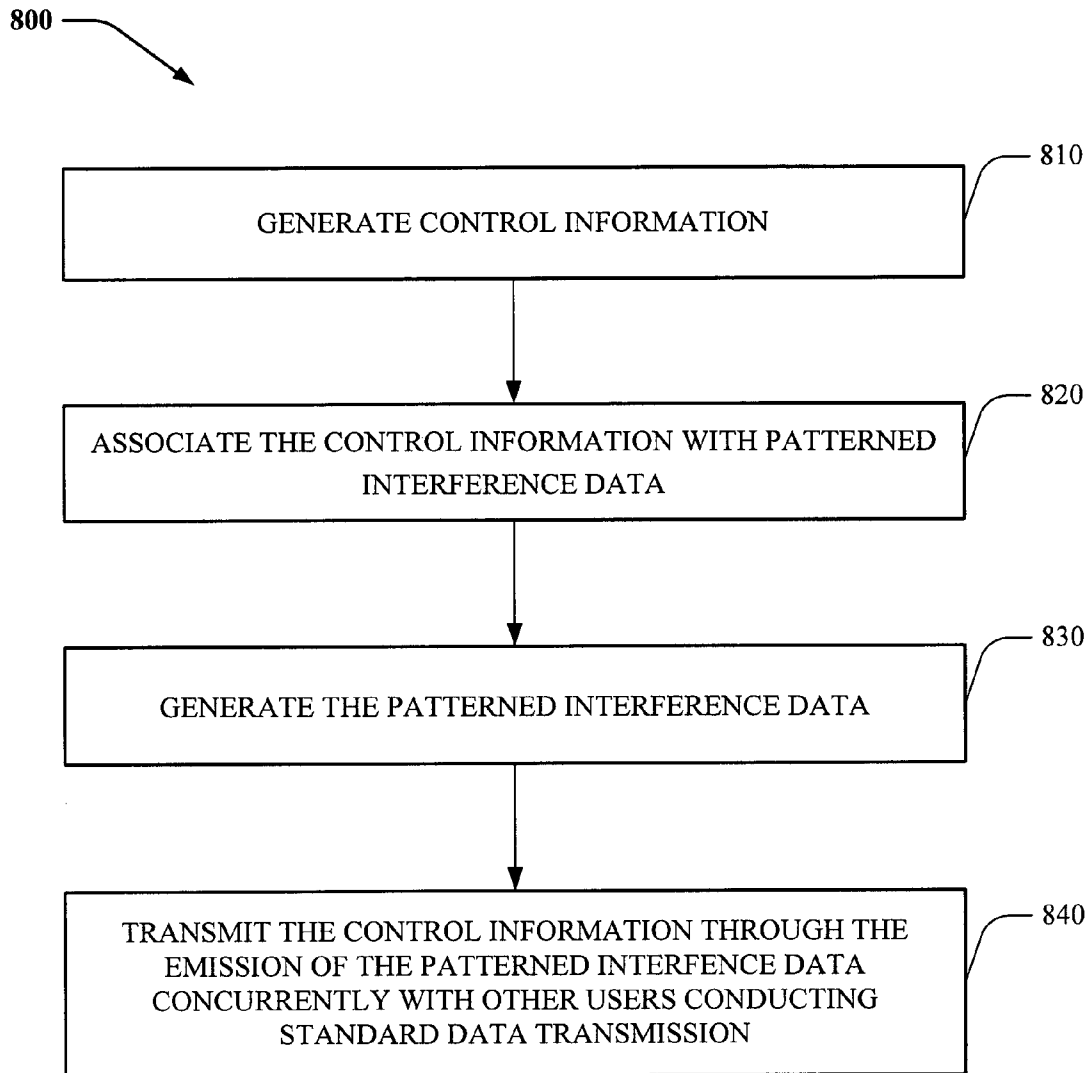 800
810
GENERATE CONTROL INFORMATION
820
ASSOCIATE THE CONTROL INFORMATION WITH PATTERNED
INTERFERENCE DATA
830
GENERATE THE PATTERNED INTERFERENCE DATA
840
TRANSMIT THE CONTROL INFORMATION THROUGH THE
EMISSION OF THE PATTERNED INTERFENCE DATA
CONCURRENTLY WITH OTHER USERS CONDUCTING
STANDARD DATA TRANSMISSION